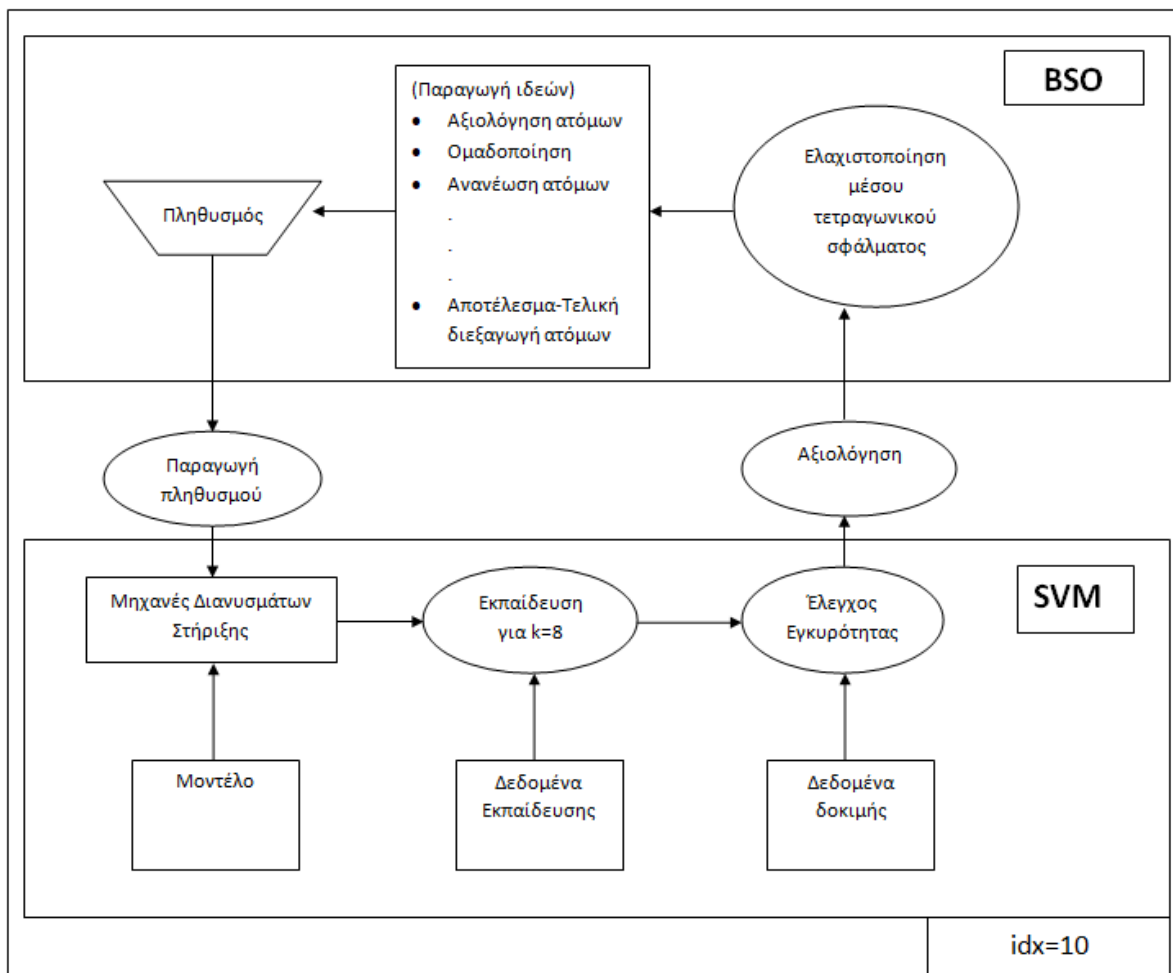 BSO
(Παραγωγή ιδεών)
• Αξιολόγηση ατόμων
• Ομαδοποίηση
• Ανανέωση ατόμων
.
.
.
• Αποτέλεσμα-Τελική
διεξαγωγή ατόμων
Ελαχιστοποίηση
μέσου
τετραγωνικού
σφάλματος
Πληθυσμός
Παραγωγή
πληθυσμού
Αξιολόγηση
SVM
Μηχανές Διανυσμάτων
Στήριξης
Εκπαίδευση
για k=8
Έλεγχος
Εγκυρότητας
Μοντέλο
Δεδομένα
Εκπαίδευσης
Δεδομένα
δοκιμής
idx=10